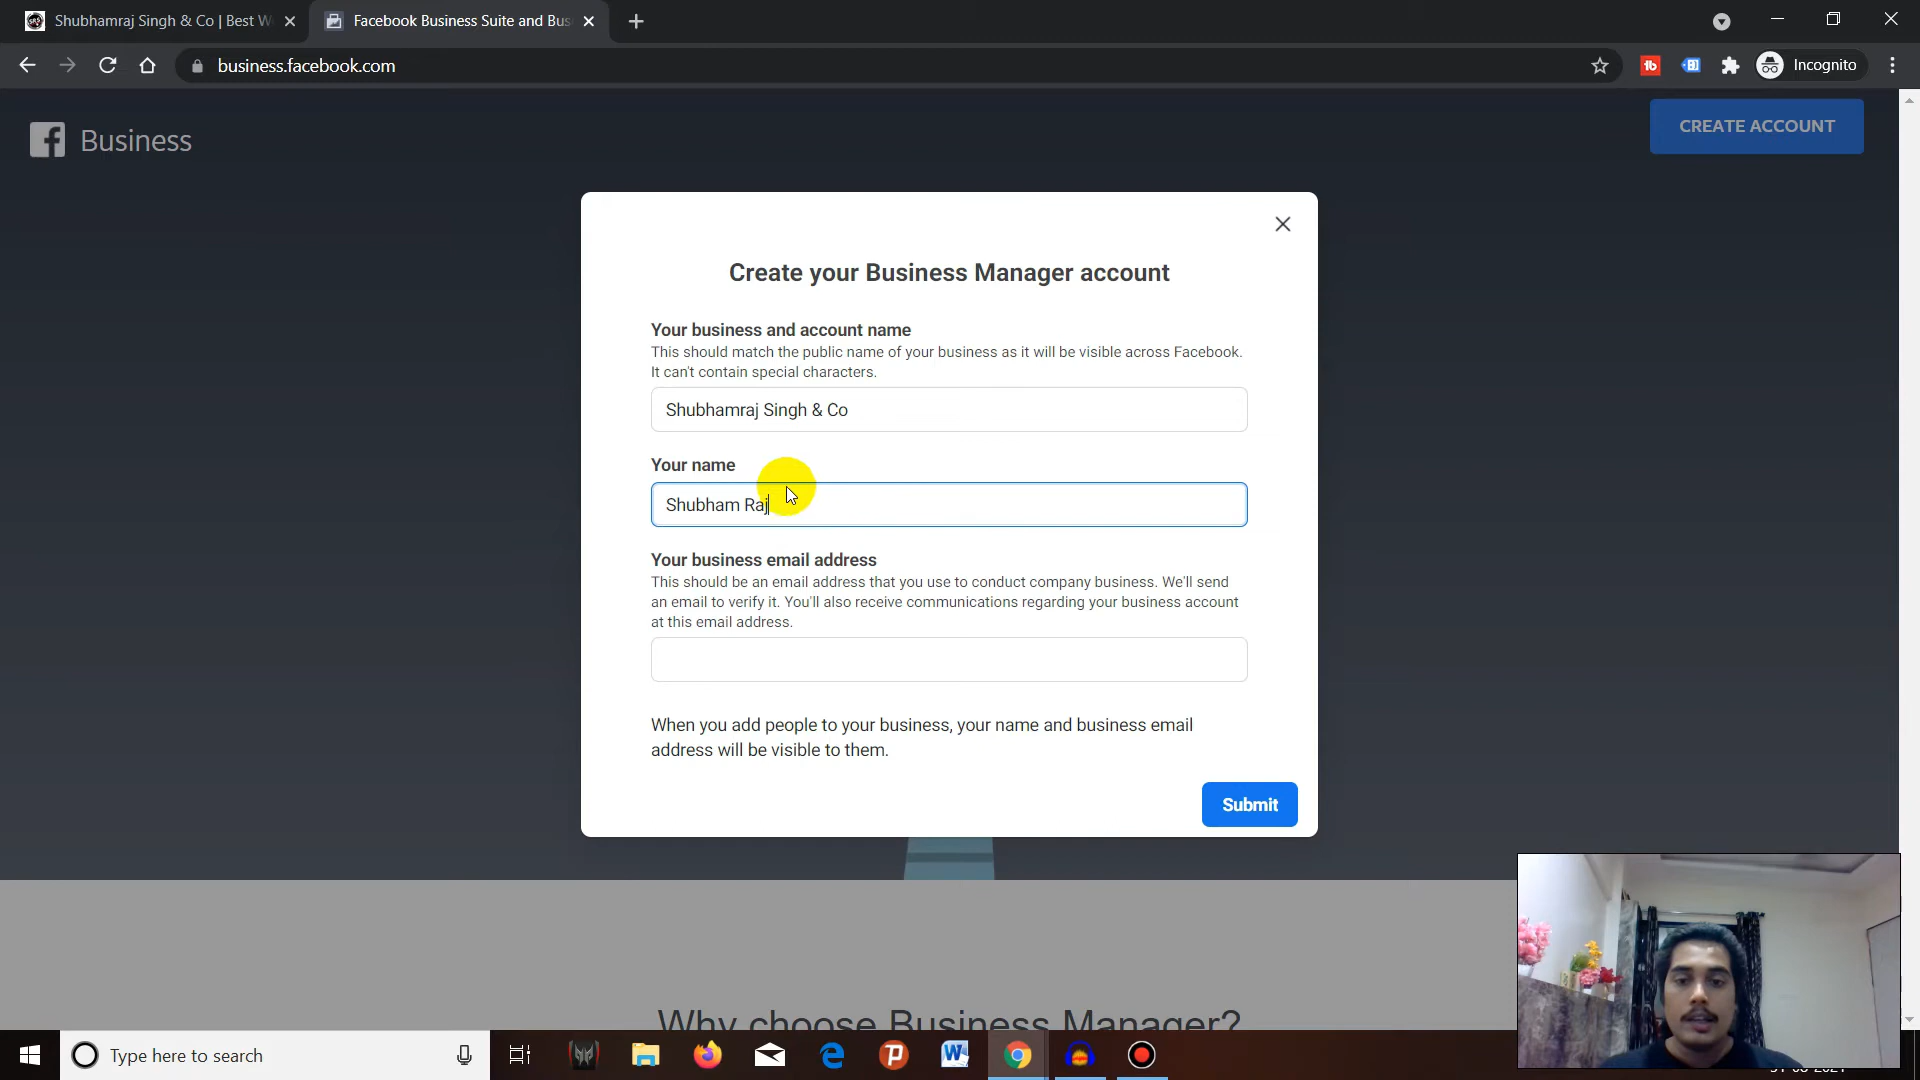 Shubhamraj Singh & Co | Best W
Facebook Business Suite and Bus
business.facebook.com
Incognito
Business
CREATE ACCOUNT
Create your Business Manager account
Your business and account name
This should match the public name of your business as it will be visible across Facebook.
It can't contain special characters.
Shubhamraj Singh & Co
Your name
Shubham Raj
Your business email address
This should be an email address that you use to conduct company business. We'll send
an email to verify it. You'll also receive communications regarding your business account
at this email address.
When you add people to your business, your name and business email
address will be visible to them.
Submit
Why choose Business Manager?
Type here to search